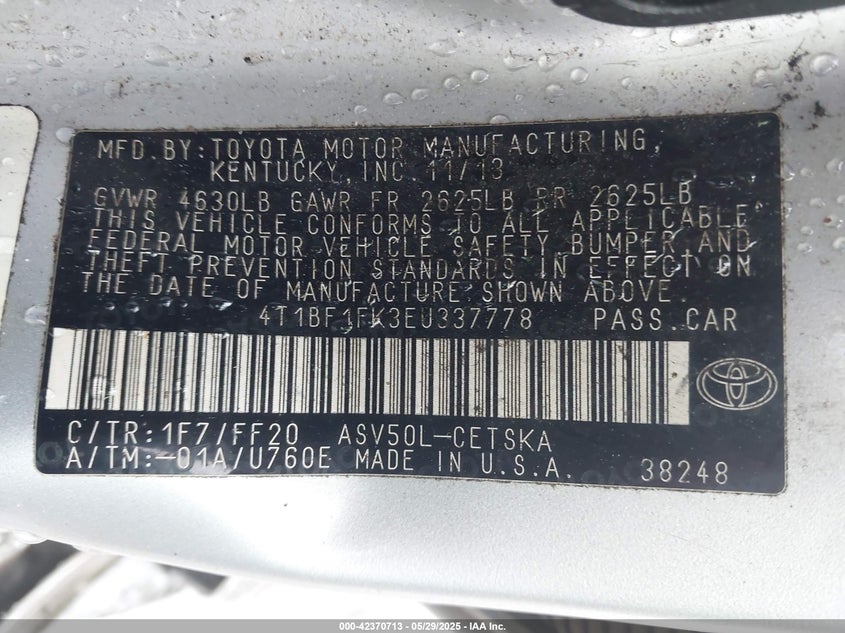 MFD.BY:TOYOTA MOTOR MANUFACTURING,
KENTUCKY, INC 11/13
GVWR 4630LB GAWR FR 2625LB RR 2625LB
THIS VEHICLE CONFORMS TO ALL APPLICABLE
FEDERAL MOTOR VEHICLE SAFETY BUMPER AND
THEFT PREVENTION STANDARDS IN EFFECT ON
THE DATE OF MANUFACTURE SHOWN ABOVE.
4T1BF1FK3EU337778 PASS.CAR
C/TR:1F7/FF20 ASV50L-CETSKA
A/TM:-01A/U760E MADE IN U.S.A. 38248
000-42370713 - 05/29/2025 - IAA Inc.